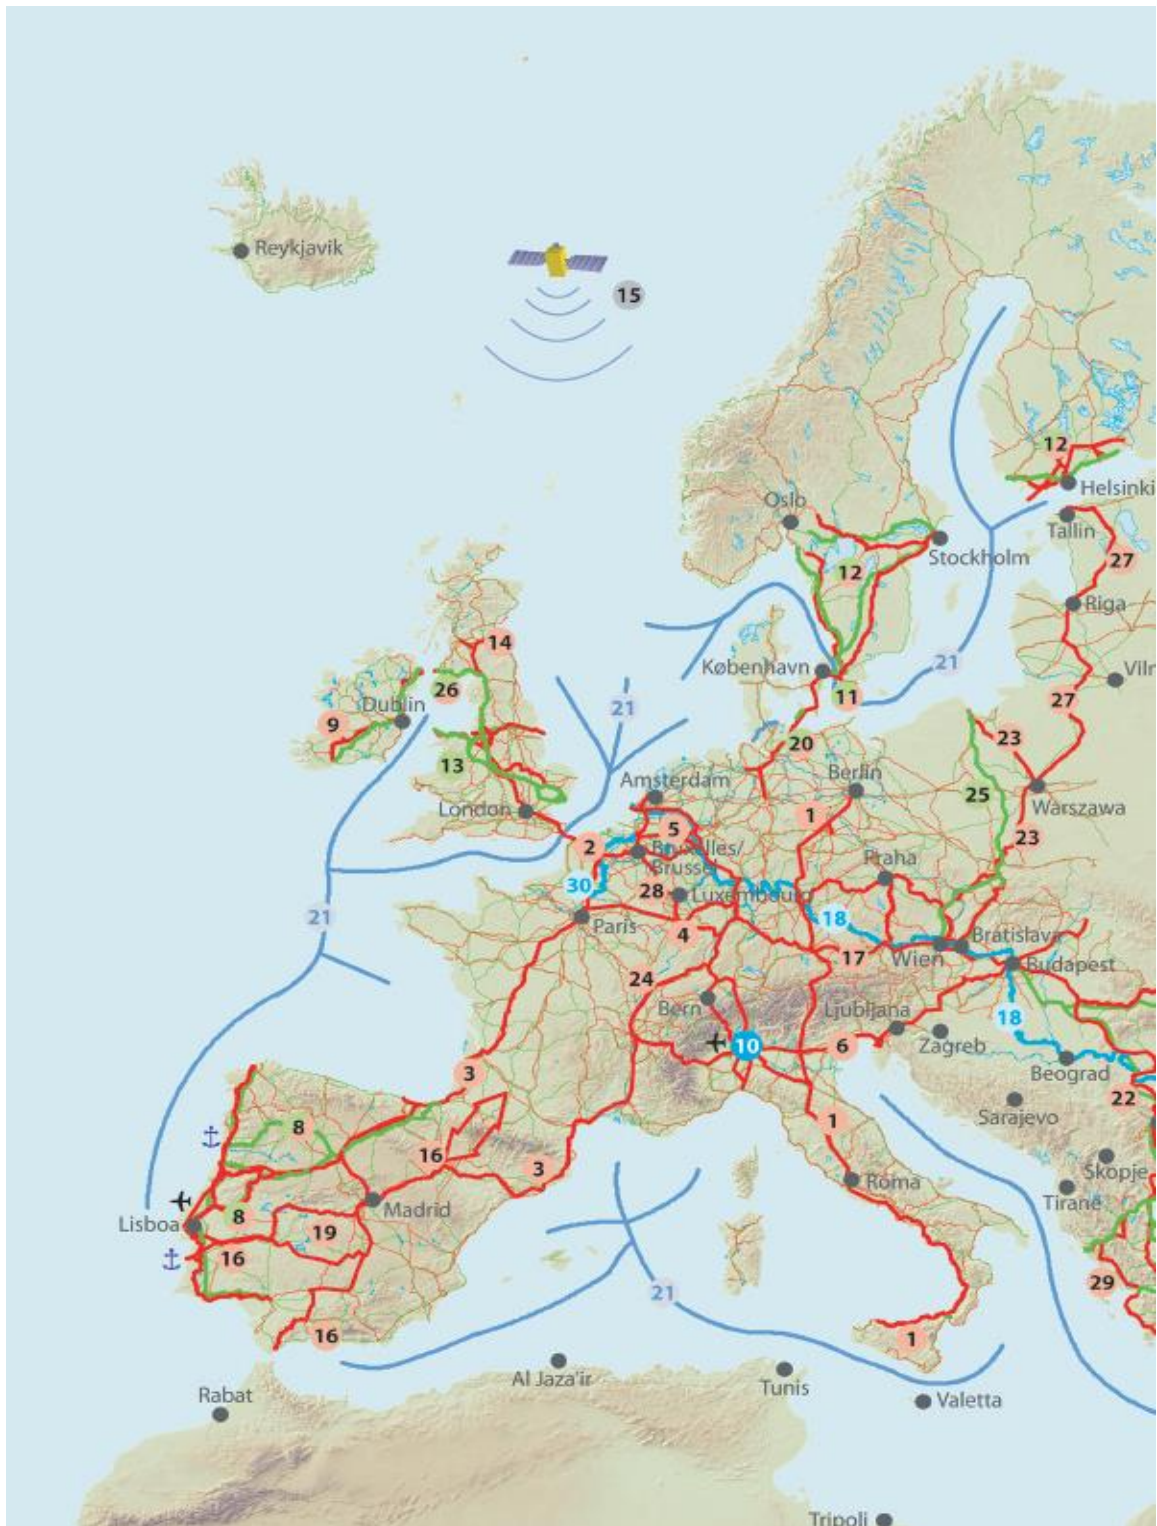 Reykjavik
15
12
Helsinki
Oslo
Tallin
Stockholm
27
12
Riga
14
København
21
Viln
26
11
27
Dublin
21
9
23
20
13
Amsterdam
Berlin
25
Warszawa
London
1
5
23
2
Bruxelles/
Brussel
Praha
30
28
Luxembourg
21
Paris
18
4
Bratislava
17
Wien
Budapest
24
Bern
Ljubljana
18
10
6
Zagreb
Beograd
3
22
Sarajevo
8
1
16
3
Skopje
Roma
Tirane
Madrid
8
Lisboa
19
16
29
21
16
1
Al Jaza'ir
Tunis
Rabat
Valetta
Tripoli